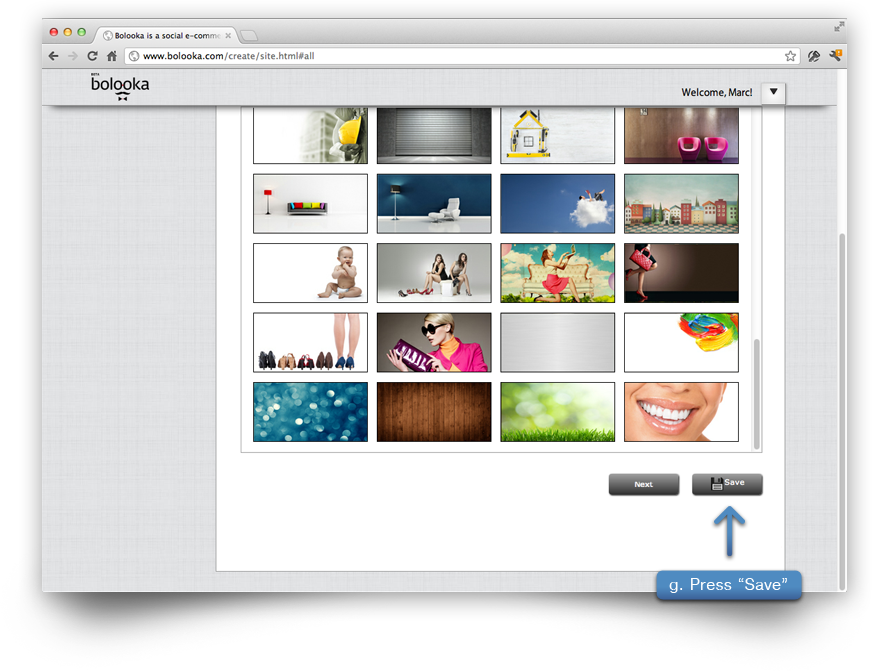 Bolooka is a social e-comme
www.bolooka.com/create/site.html#all
BETA
bolooka
Welcome, Marc!
Next
Save
g. Press “Save”